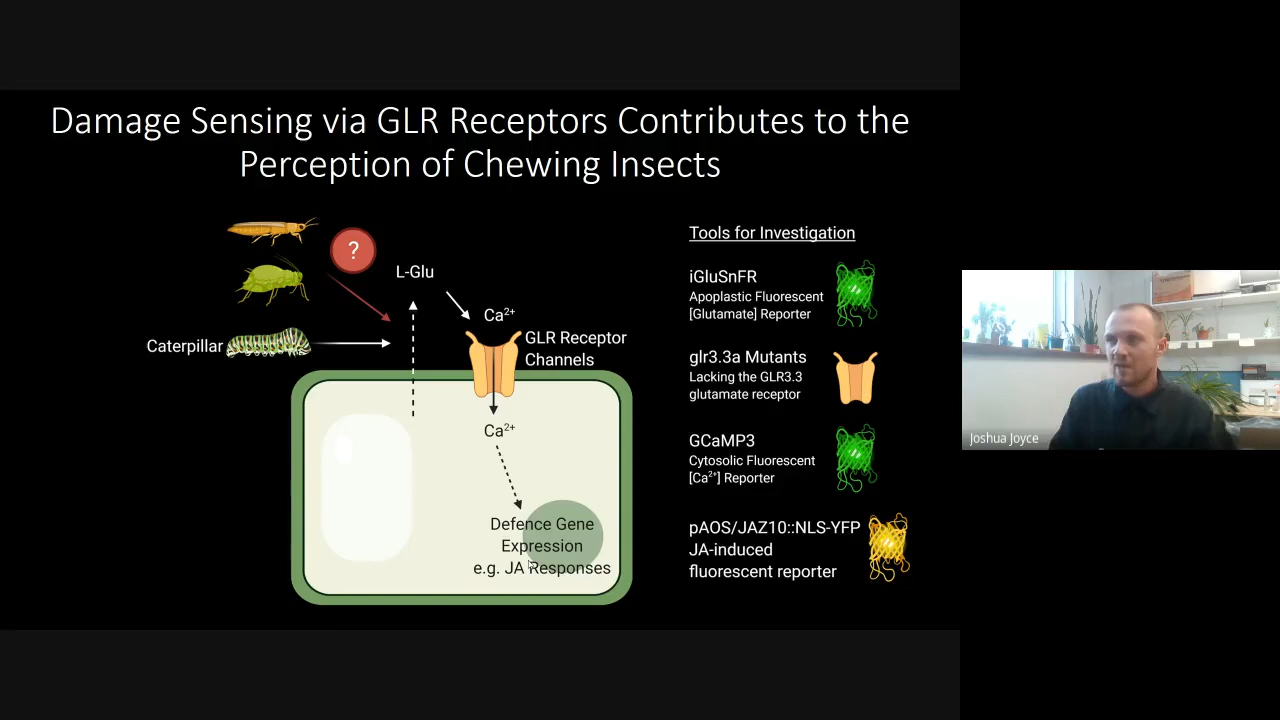 Damage Sensing via GLR Receptors Contributes to the
Perception of Chewing Insects
?
L-Glu
Ca²⁺
Caterpillar
GLR Receptor
Channels
Ca²⁺
Defence Gene
Expression
e.g. JA Responses
Tools for Investigation
iGluSnFR
Apoplastic Fluorescent
[Glutamate] Reporter
glr3.3a Mutants
Lacking the GLR3.3
glutamate receptor
GCaMP3
Cytosolic Fluorescent
[Ca²⁺] Reporter
pAOS/JAZ10::NLS-YFP
JA-induced
fluorescent reporter
Joshua Joyce